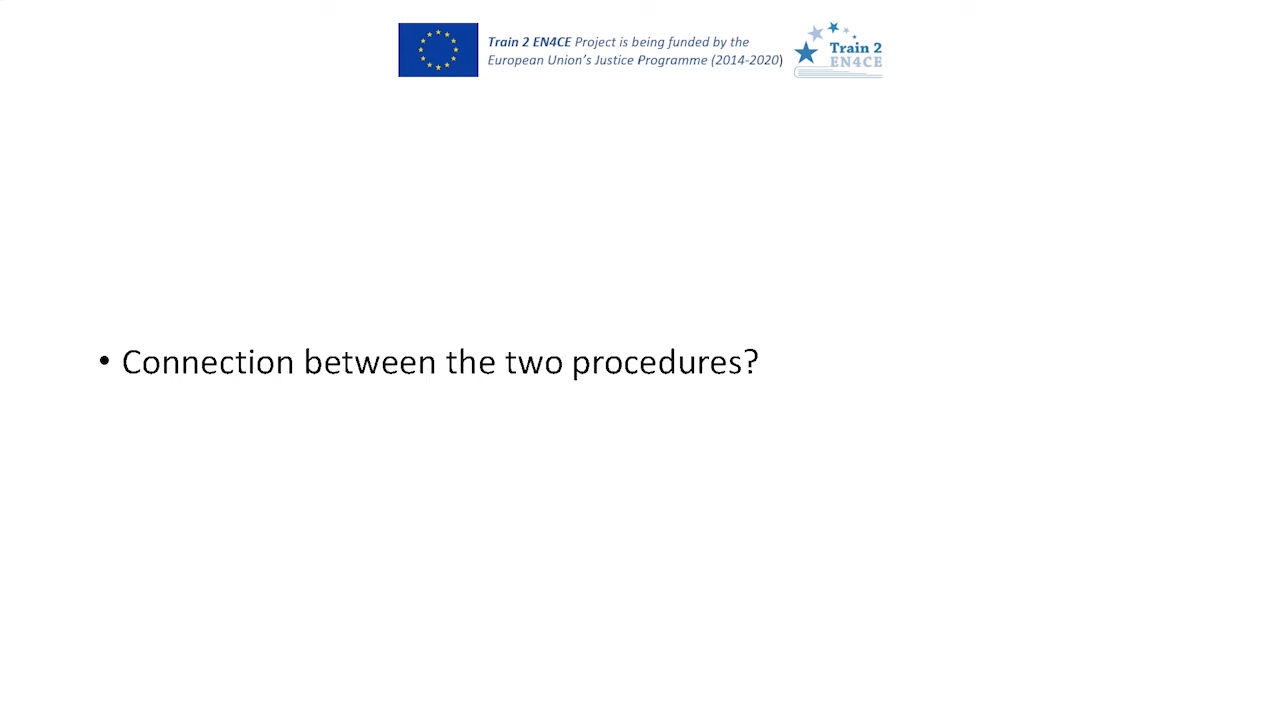 Train 2 EN4CE Project is being funded by the
European Union's Justice Programme (2014-2020)
Train 2
EN4CE
• Connection between the two procedures?